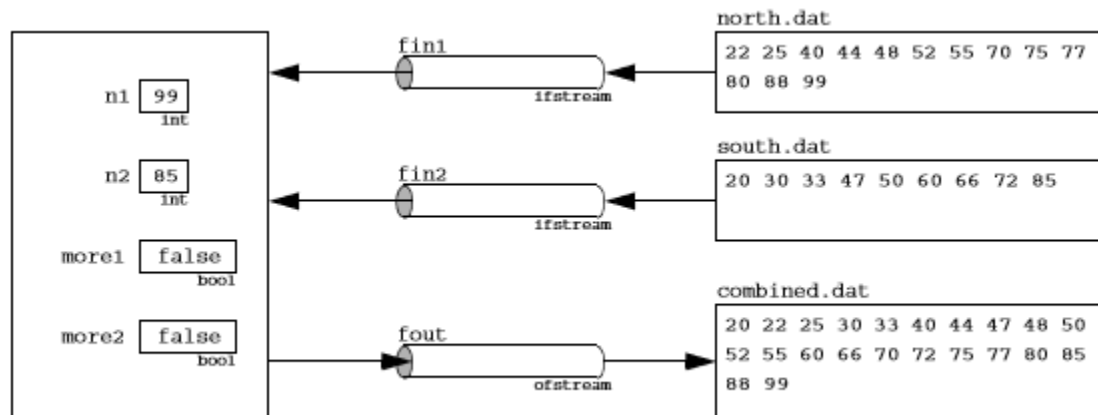 north.dat
fin1
22 25 40 44 48 52 55 70 75 77
80 88 99
ifstream
n1 99
int
south.dat
fin2
20 30 33 47 50 60 66 72 85
ifstream
n2 85
int
more1 false
bool
combined.dat
more2 false
bool
fout
20 22 25 30 33 40 44 47 48 50
52 55 60 66 70 72 75 77 80 85
88 99
ofstream